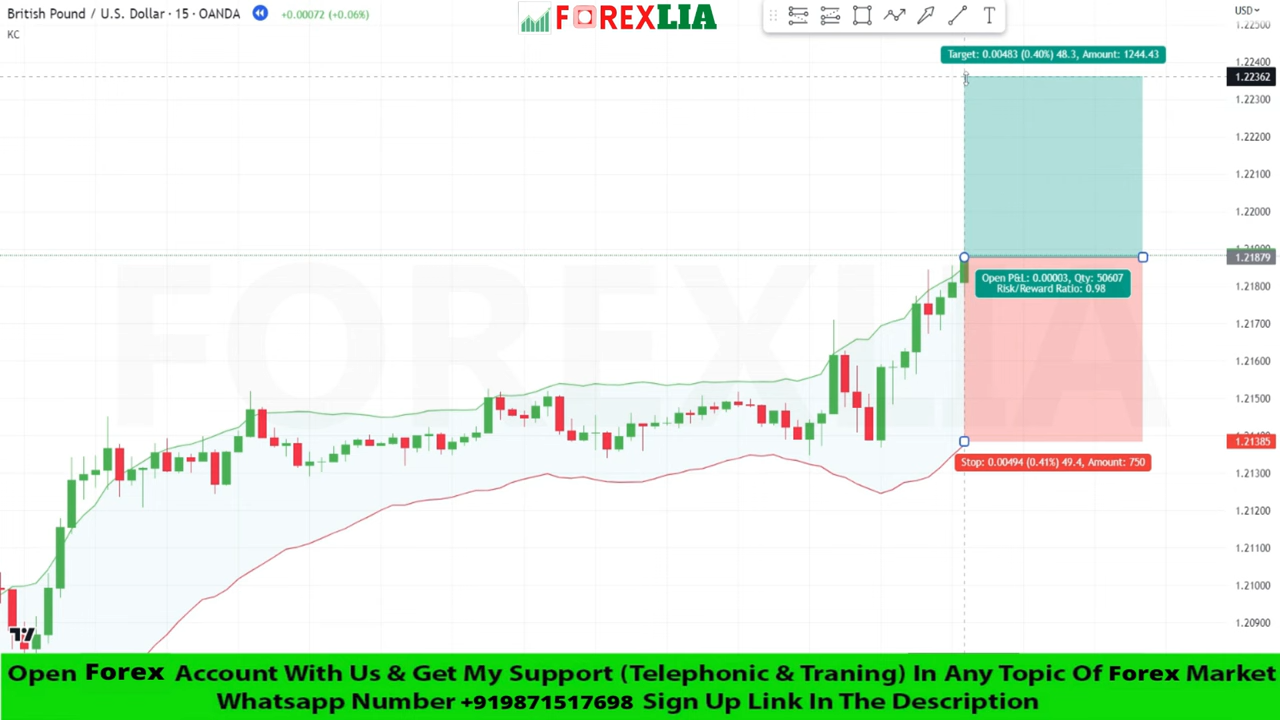 British Pound / U.S. Dollar · 15 · OANDA
+0.00072 (+0.06%)
KC
FOREXLIA
T
USD
1.22500
Target: 0.00483 (0.40%) 48.3, Amount: 1244.43
1.22400
1.22362
1.22300
1.22200
1.22100
1.22000
1.21879
Open P&L: 0.00003, Qty: 50607
Risk/Reward Ratio: 0.98
1.21800
1.21700
1.21600
1.21500
1.21385
Stop: 0.00494 (0.41%) 49.4, Amount: 750
1.21300
1.21200
1.21100
1.21000
1.20900
FOREXLIA
Open Forex Account With Us & Get My Support (Telephonic & Traning) In Any Topic Of Forex Market
Whatsapp Number +919871517698 Sign Up Link In The Description